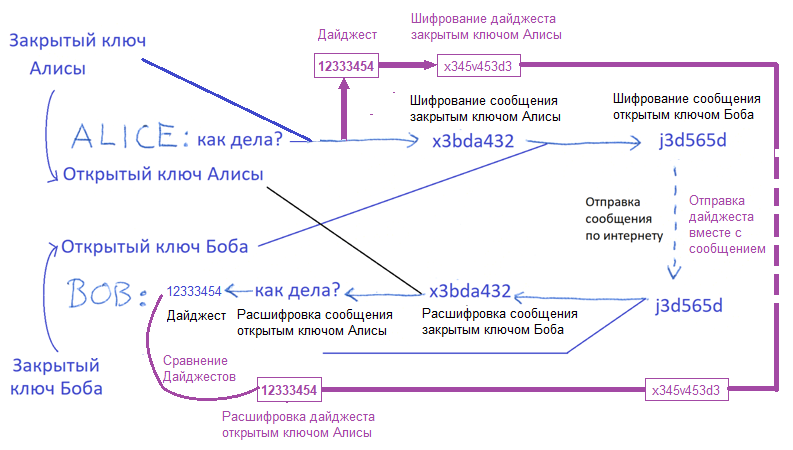 Закрытый ключ
Алисы
Дайджест
12333454
Шифрование дайджеста
закрытым ключом Алисы
x345v453d3
ALICE: как дела?
Шифрование сообщения
закрытым ключом Алисы
x3bda432
Шифрование сообщения
открытым ключом Боба
j3d565d
Открытый ключ Алисы
Отправка
сообщения
по интернету
Отправка
дайджеста
вместе с
сообщением
Открытый ключ Боба
BOB:
12333454
Дайджест
как дела?
Расшифровка сообщения
открытым ключом Алисы
x3bda432
Расшифровка сообщения
закрытым ключом Боба
j3d565d
Закрытый
ключ Боба
Сравнение
Дайджестов
12333454
Расшифровка дайджеста
открытым ключом Алисы
x345v453d3